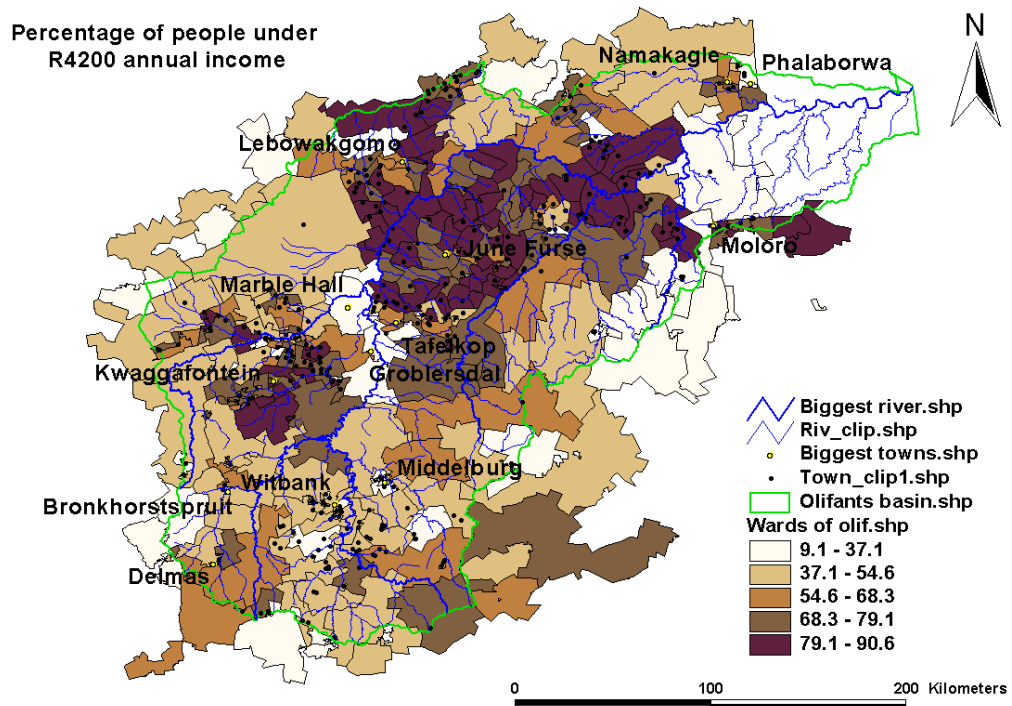 Percentage of people under
R4200 annual income
N
Namakagle
Phalaborwa
Lebowakgomo
June Furse
Moloro
Marble Hall
Tafelkop
Kwaggafontein
Groblersdal
Middelburg
Witbank
Bronkhorstspruit
Delmas
Biggest river.shp
Riv_clip.shp
Biggest towns.shp
Town_clip1.shp
Olifants basin.shp
Wards of olif.shp
9.1 - 37.1
37.1 - 54.6
54.6 - 68.3
68.3 - 79.1
79.1 - 90.6
0 100 200 Kilometers